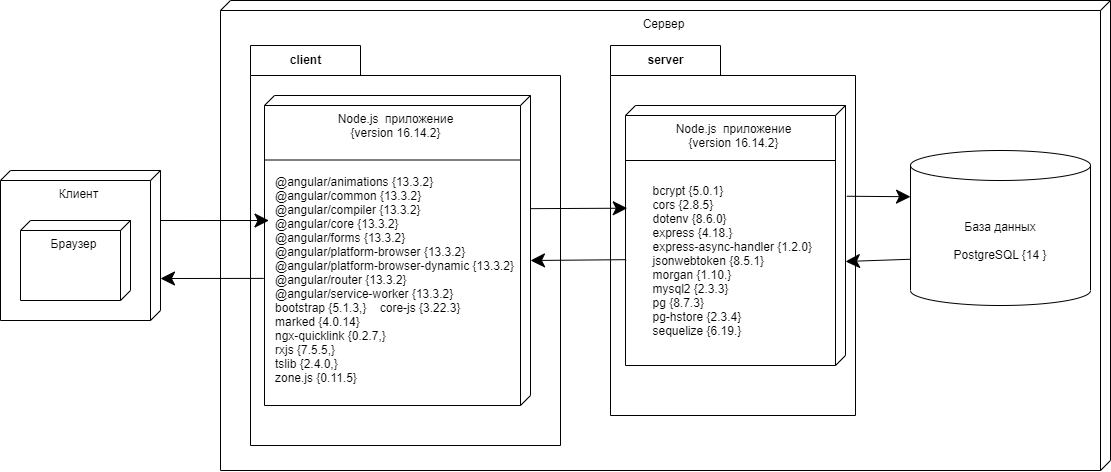 Сервер
Клиент
Браузер
client
Node.js приложение
{version 16.14.2}
@angular/animations {13.3.2}
@angular/common {13.3.2}
@angular/compiler {13.3.2}
@angular/core {13.3.2}
@angular/forms {13.3.2}
@angular/platform-browser {13.3.2}
@angular/platform-browser-dynamic {13.3.2}
@angular/router {13.3.2}
@angular/service-worker {13.3.2}
bootstrap {5.1.3,} core-js {3.22.3}
marked {4.0.14}
ngx-quicklink {0.2.7,}
rxjs {7.5.5,}
tslib {2.4.0,}
zone.js {0.11.5}
server
Node.js приложение
{version 16.14.2}
bcrypt {5.0.1}
cors {2.8.5}
dotenv {8.6.0}
express {4.18.}
express-async-handler {1.2.0}
jsonwebtoken {8.5.1}
morgan {1.10.}
mysql2 {2.3.3}
pg {8.7.3}
pg-hstore {2.3.4}
sequelize {6.19.}
База данных
PostgreSQL {14 }